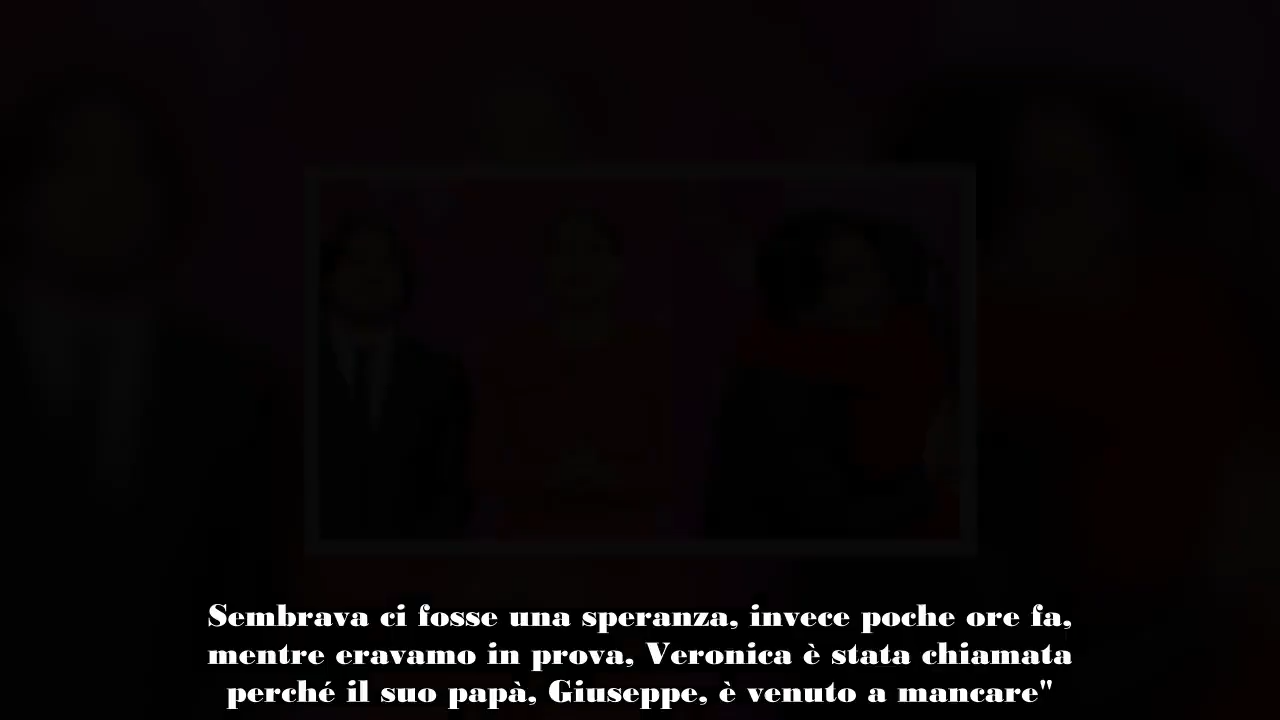 Sembrava ci fosse una speranza, invece poche ore fa,
mentre eravamo in prova, Veronica è stata chiamata
perché il suo papà, Giuseppe, è venuto a mancare"